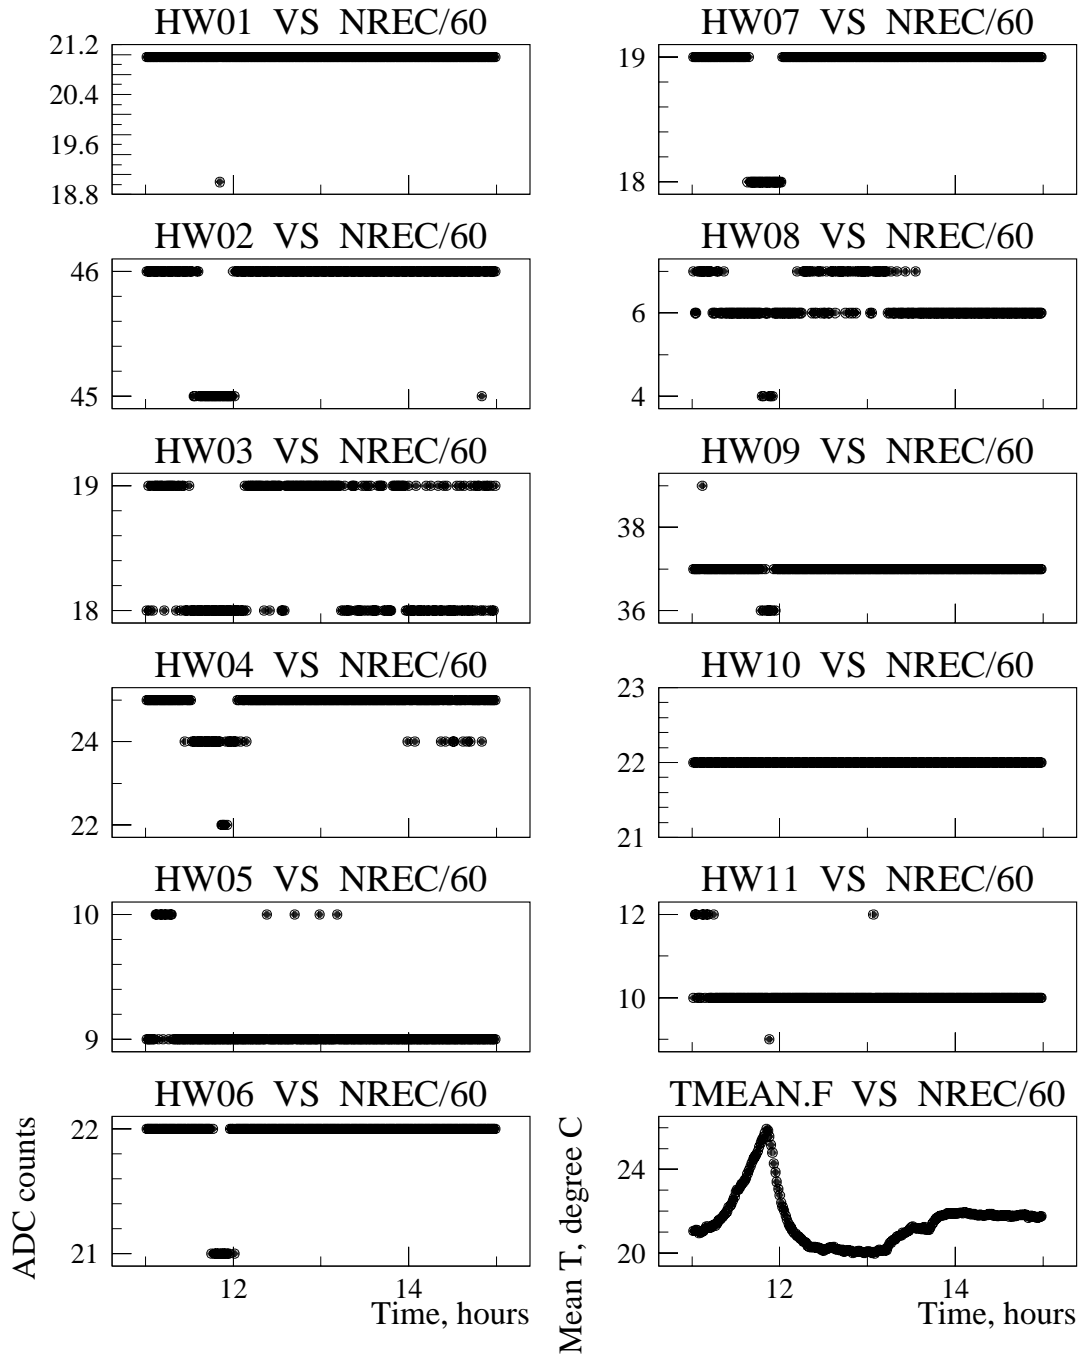 HW01 VS NREC/60
21.2
20.4
19.6
18.8
HW02 VS NREC/60
46
45
HW03 VS NREC/60
19
18
HW04 VS NREC/60
24
22
HW05 VS NREC/60
10
9
HW06 VS NREC/60
22
21
ADC counts
12 14
Time, hours
HW07 VS NREC/60
19
18
HW08 VS NREC/60
6
4
HW09 VS NREC/60
38
36
HW10 VS NREC/60
23
22
21
HW11 VS NREC/60
12
10
TMEAN.F VS NREC/60
24
22
20
Mean T, degree C
12 14
Time, hours